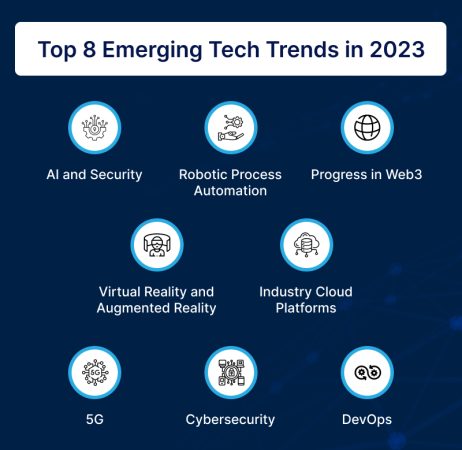 Top 8 Emerging Tech Trends in 2023
AI and Security
Robotic Process
Automation
Progress in Web3
Virtual Reality and
Augmented Reality
Industry Cloud
Platforms
5G
5G
Cybersecurity
DevOps